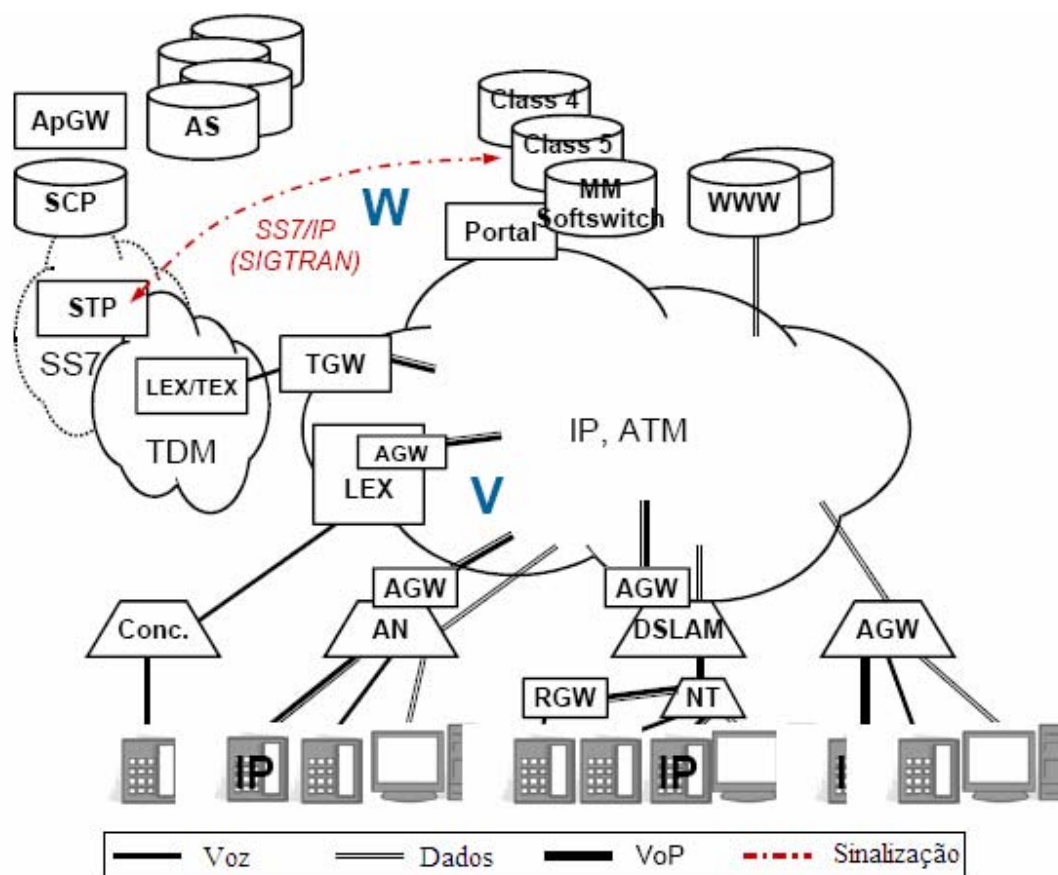 ApGW
AS
SCP
Class 4
Class 5
MM
Softswitch
Portal
WWW
W
SS7/IP
(SIGTRAN)
STP
SS7
LEX/TEX
TDM
TGW
AGW
LEX
IP, ATM
V
AGW
AGW
Conc.
AN
DSLAM
AGW
RGW
NT
IP
IP
I
Voz
Dados
VoP
Sinalização